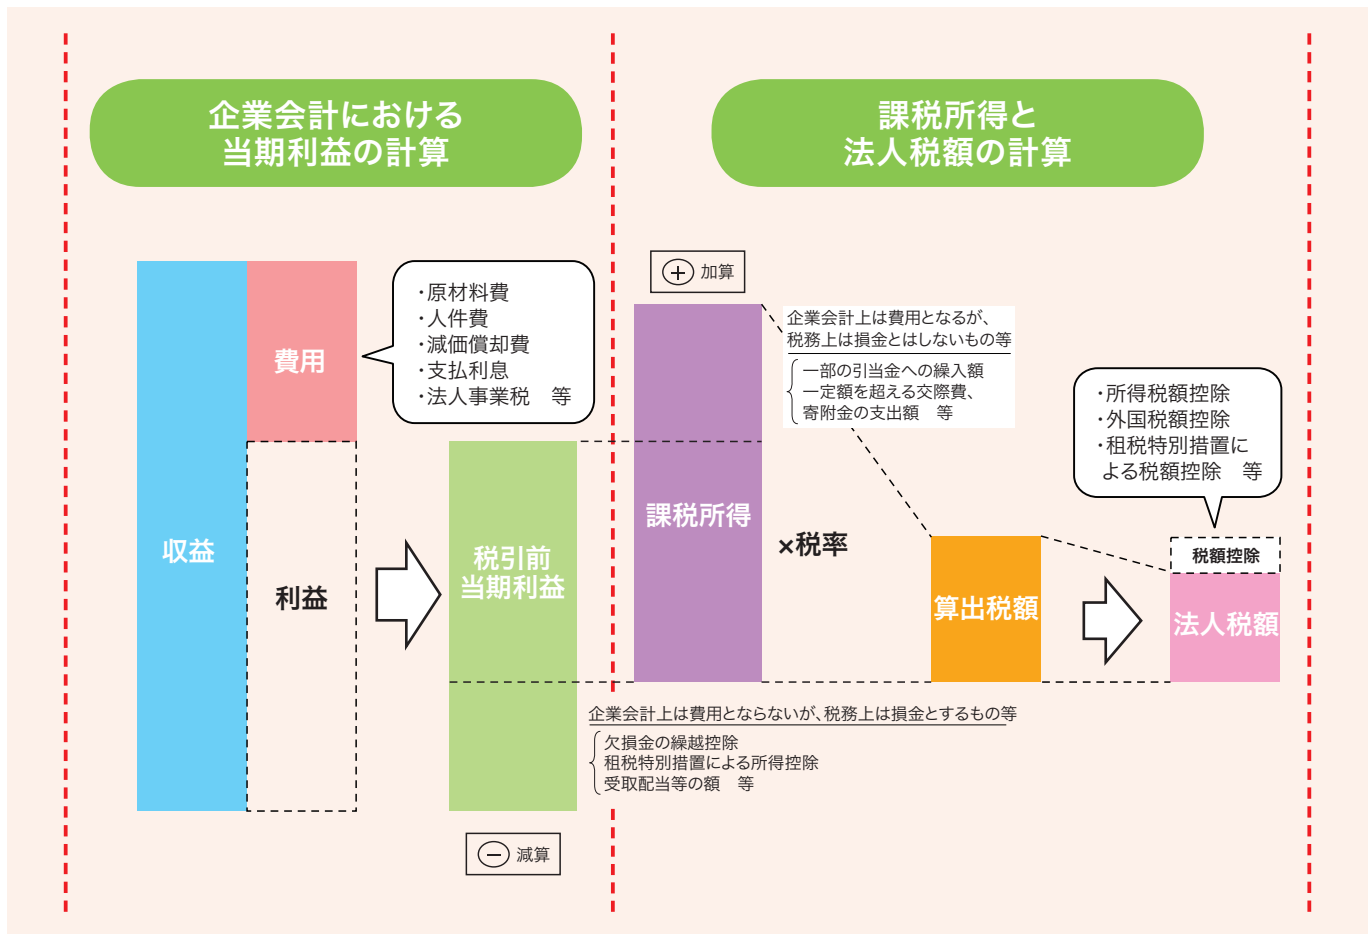 企業会計における
当期利益の計算
課税所得と
法人税額の計算
費用
・原材料費
・人件費
・減価償却費
・支払利息
・法人事業税　等
収益
利益
税引前
当期利益
⊖ 減算
⊕ 加算
課税所得
企業会計上は費用となるが、
税務上は損金とはしないもの等
一部の引当金への繰入額
一定額を超える交際費、
寄附金の支出額　等
企業会計上は費用とならないが、税務上は損金とするもの等
欠損金の繰越控除
租税特別措置による所得控除
受取配当等の額　等
×税率
算出税額
・所得税額控除
・外国税額控除
・租税特別措置に
よる税額控除　等
税額控除
法人税額